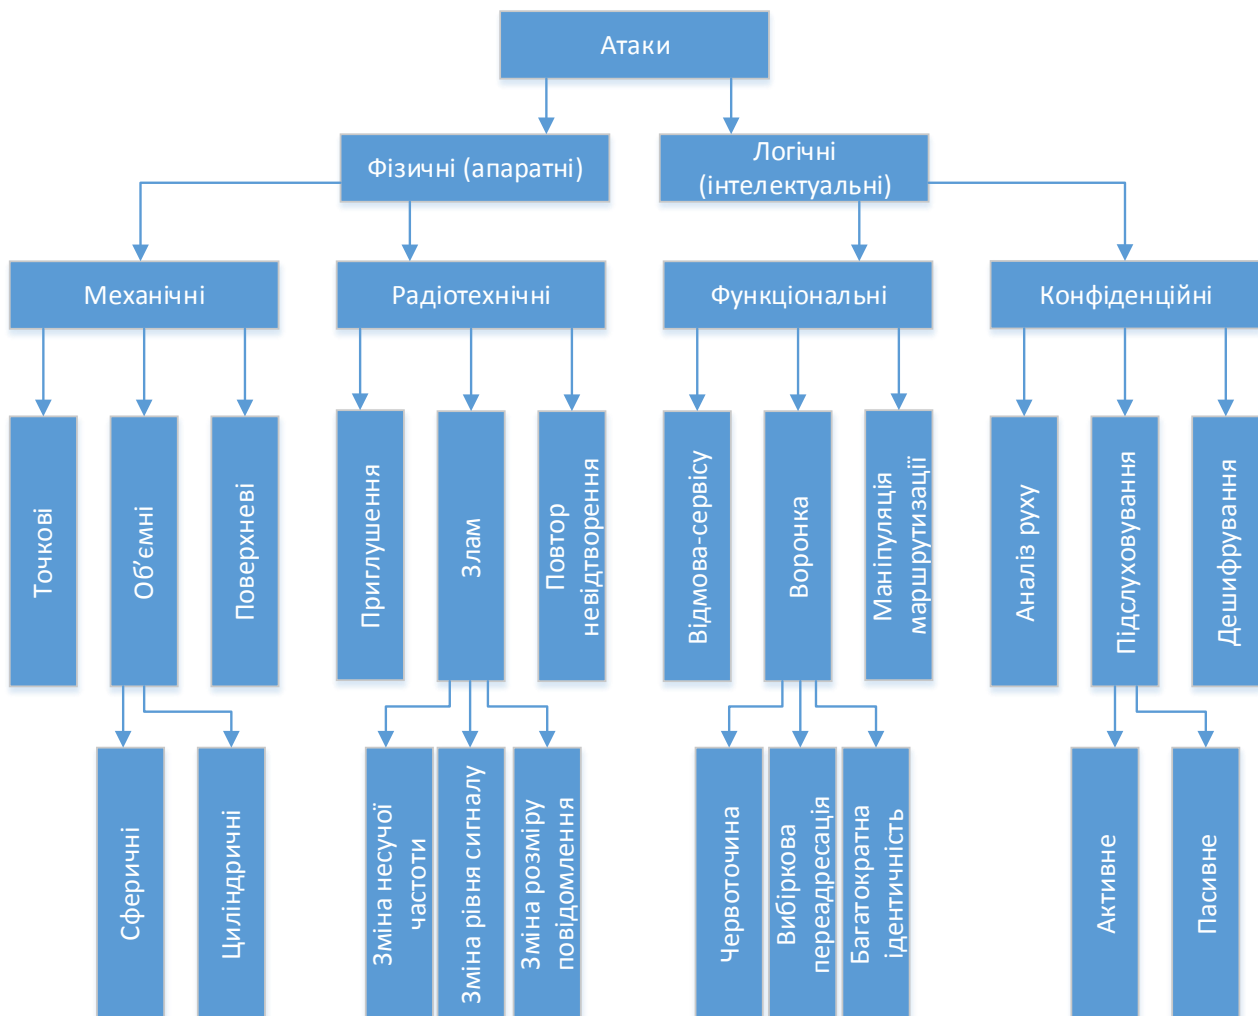 Атаки
Фізичні (апаратні)
Логічні
(інтелектуальні)
Механічні
Радіотехнічні
Функціональні
Конфіденційні
Точкові
Об’ємні
Поверхневі
Приглушення
Злам
Повтор
невідтворення
Відмова-сервісу
Воронка
Маніпуляція
маршрутизації
Аналіз руху
Підслуховування
Дешифрування
Сферичні
Циліндричні
Зміна несучої
частоти
Зміна рівня сигналу
Зміна розміру
повідомлення
Червоточина
Вибіркова
переадресація
Багатократна
ідентичність
Активне
Пасивне